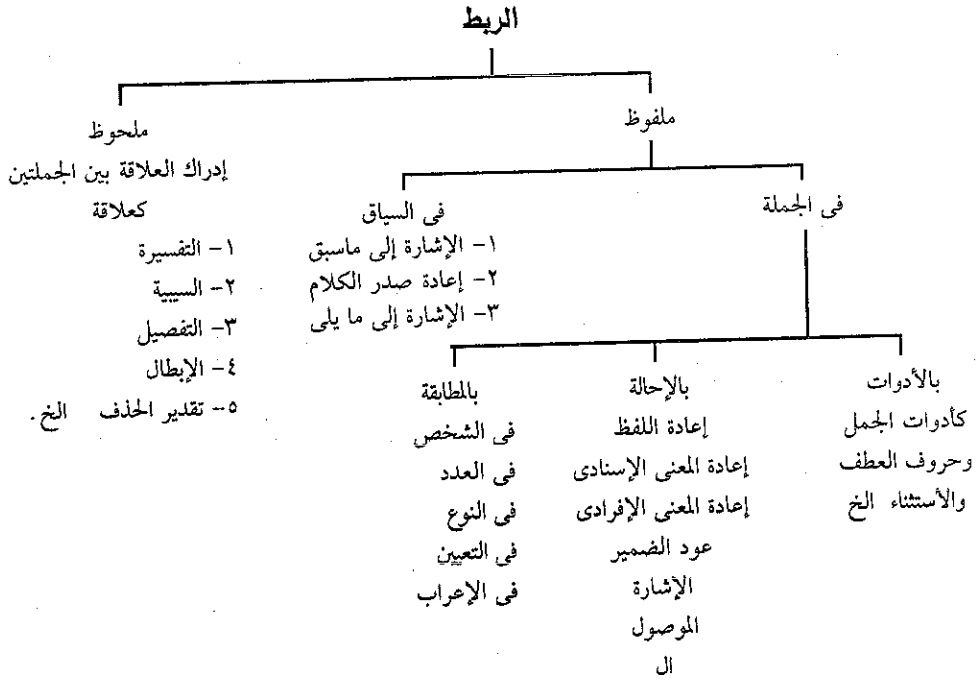 الربط
ملفوظ
ملحوظ
إدراك العلاقة بين الجملتين
كعلاقة
١- التفسيرة
٢- السببية
٣- التفصيل
٤- الإبطال
٥- تقدير الحذف الخ.
فى الجملة
فى السياق
١- الإشارة إلى ماسبق
٢- إعادة صدر الكلام
٣- الإشارة إلى ما يلى
بالأدوات
كأدوات الجمل
وحروف العطف
والأستثناء الخ
بالإحالة
إعادة اللفظ
إعادة المعنى الإسنادى
إعادة المعنى الإفرادى
عود الضمير
الإشارة
الموصول
ال
بالمطابقة
فى الشخص
فى العدد
فى النوع
فى التعيين
فى الإعراب